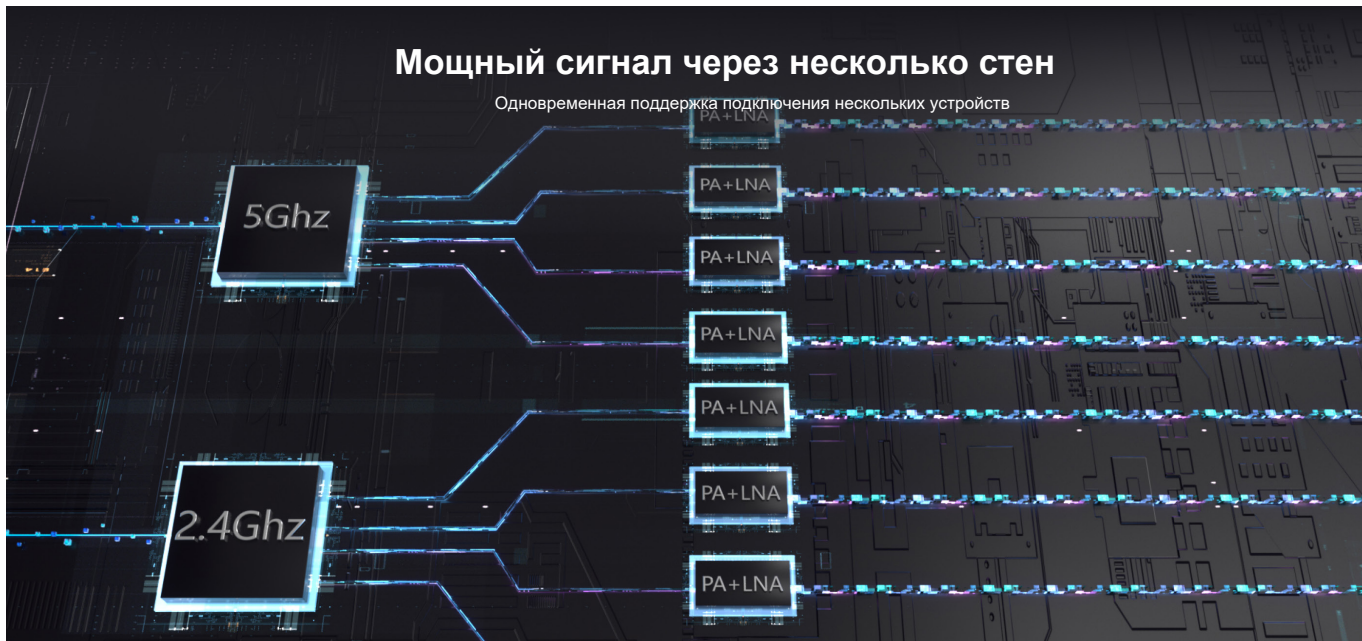 Мощный сигнал через несколько стен
Одновременная поддержка подключения нескольких устройств
PA+LNA
PA+LNA
5Ghz
PA+LNA
PA+LNA
PA+LNA
PA+LNA
2.4Ghz
PA+LNA